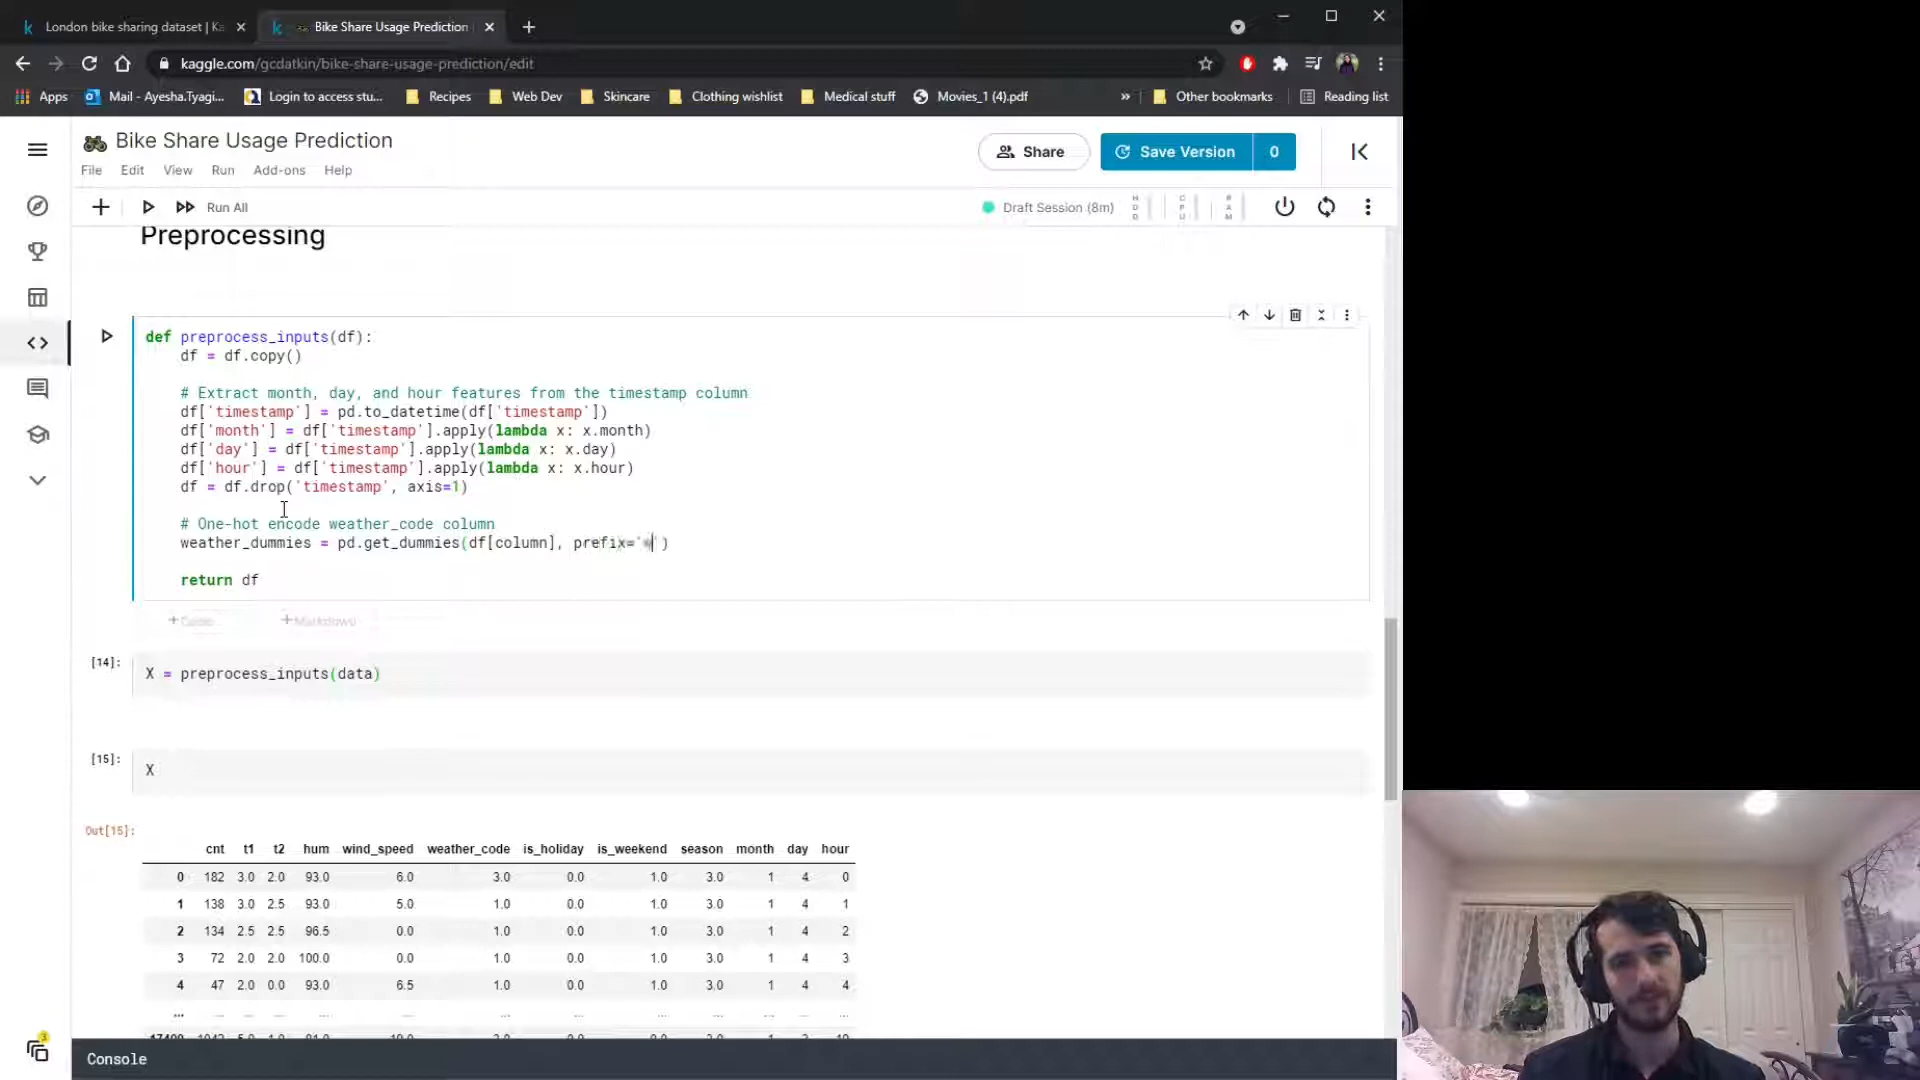 London bike sharing dataset | Ka
Bike Share Usage Prediction
kaggle.com/gcdatkin/bike-share-usage-prediction/edit
Apps
Mail - Ayesha.Tyagi...
Login to access stu...
Recipes
Web Dev
Skincare
Clothing wishlist
Medical stuff
Movies_1 (4).pdf
»
Other bookmarks
Reading list
Bike Share Usage Prediction
Share
Save Version
0
File Edit View Run Add-ons Help
Run All
Draft Session (8m)
HDD
CPU
RAM
Preprocessing
def preprocess_inputs(df):
df = df.copy()
# Extract month, day, and hour features from the timestamp column
df['timestamp'] = pd.to_datetime(df['timestamp'])
df['month'] = df['timestamp'].apply(lambda x: x.month)
df['day'] = df['timestamp'].apply(lambda x: x.day)
df['hour'] = df['timestamp'].apply(lambda x: x.hour)
df = df.drop('timestamp', axis=1)
# One-hot encode weather_code column
weather_dummies = pd.get_dummies(df[column], prefix=' ')
return df
+ Code
+ Markdown
[14]:
X = preprocess_inputs(data)
[15]:
X
Out[15]:
cnt t1 t2 hum wind_speed weather_code is_holiday is_weekend season month day hour
0 182 3.0 2.0 93.0 6.0 3.0 0.0 1.0 3.0 1 4 0
1 138 3.0 2.5 93.0 5.0 1.0 0.0 1.0 3.0 1 4 1
2 134 2.5 2.5 96.5 0.0 1.0 0.0 1.0 3.0 1 4 2
3 72 2.0 2.0 100.0 0.0 1.0 0.0 1.0 3.0 1 4 3
4 47 2.0 0.0 93.0 6.5 1.0 0.0 1.0 3.0 1 4 4
... ... ... ... ... ... ... ... ... ... ... ... ...
Console
3